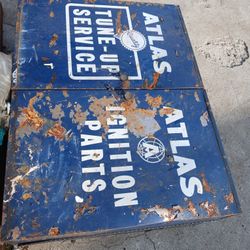 ATLAS
TUNE-UP
SERVICE
ATLAS
IGNITION
PARTS